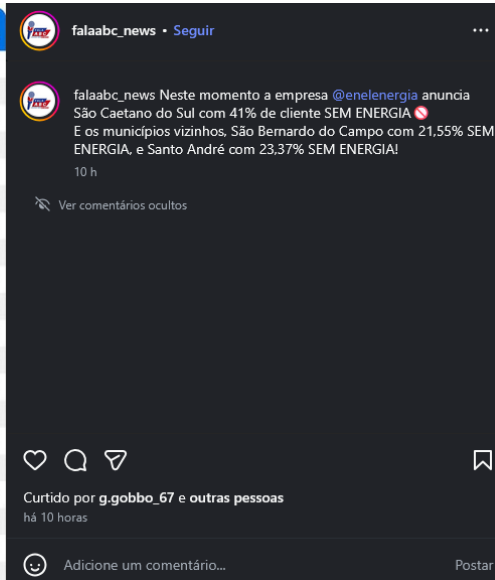 falaabc_news • Seguir
falaabc_news Neste momento a empresa @enelenergia anuncia
São Caetano do Sul com 41% de cliente SEM ENERGIA
E os municípios vizinhos, São Bernardo do Campo com 21,55% SEM
ENERGIA, e Santo André com 23,37% SEM ENERGIA!
10 h
Ver comentários ocultos
Curtido por g.gobbo_67 e outras pessoas
há 10 horas
Adicione um comentário...
Postar